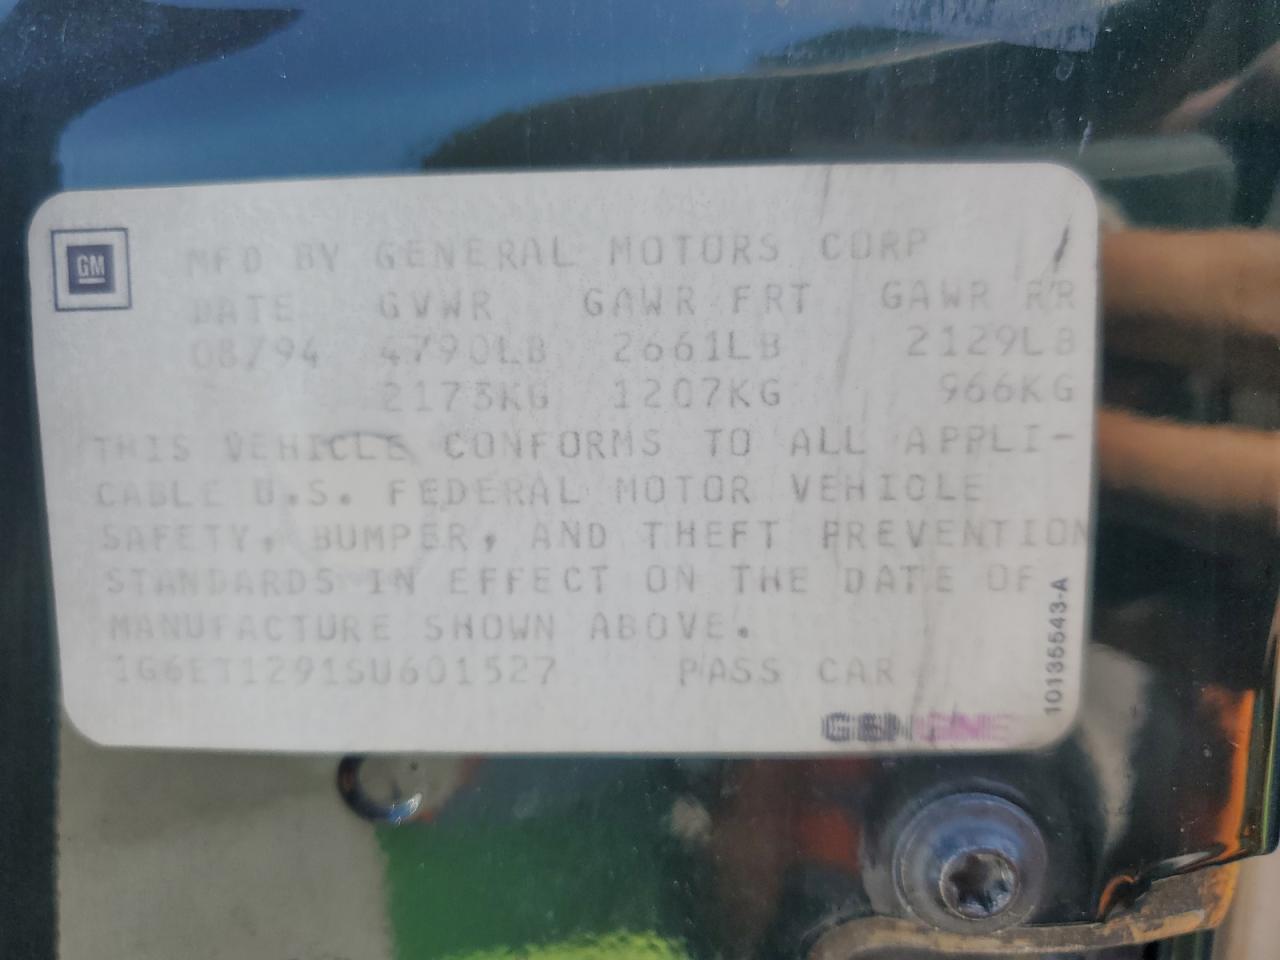 GM
MFD BY GENERAL MOTORS CORP
DATE GVWR GAWR FRT GAWR RR
08/94 4790LB 2661LB 2129LB
2173KG 1207KG 966KG
THIS VEHICLE CONFORMS TO ALL APPLI-
CABLE U.S. FEDERAL MOTOR VEHICLE
SAFETY, BUMPER, AND THEFT PREVENTION
STANDARDS IN EFFECT ON THE DATE OF
MANUFACTURE SHOWN ABOVE.
1G6ET1291SU601527 PASS CAR
10135543-A